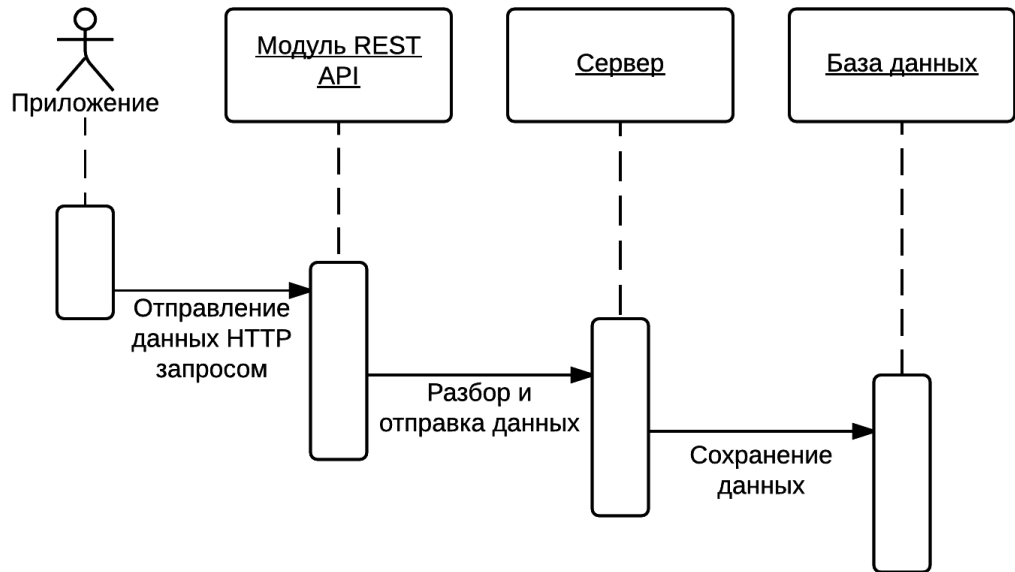 Приложение
Модуль REST
API
Сервер
База данных
Отправление
данных HTTP
запросом
Разбор и
отправка данных
Сохранение
данных